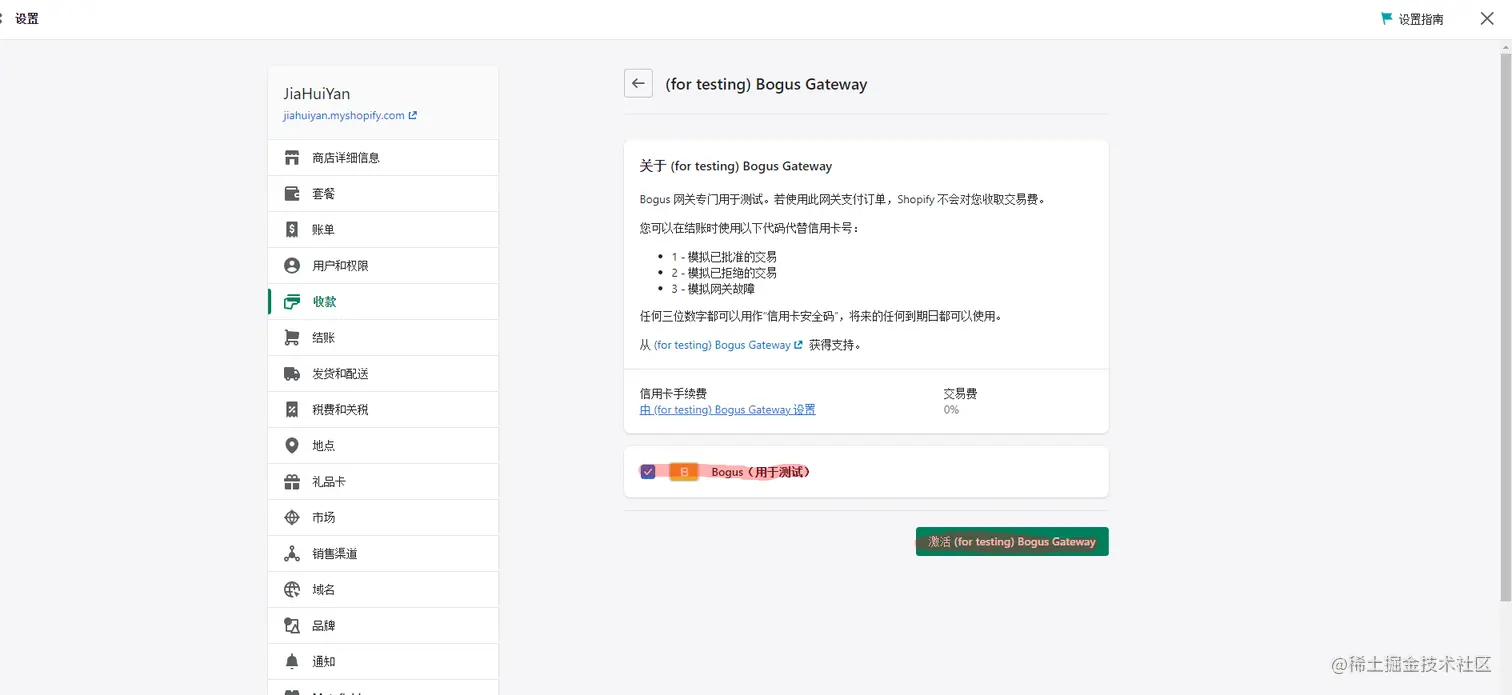 设置
设置指南
JiaHuiYan
jiahuiyan.myshopify.com
商店详细信息
套餐
账单
用户和权限
收款
结账
发货和配送
税费和关税
地点
礼品卡
市场
销售渠道
域名
品牌
通知
(for testing) Bogus Gateway
关于 (for testing) Bogus Gateway
Bogus 网关专门用于测试。若使用此网关支付订单，Shopify 不会对您收取交易费。
您可以在结账时使用以下代码代替信用卡号：
• 1 - 模拟已批准的交易
• 2 - 模拟已拒绝的交易
• 3 - 模拟网关故障
任何三位数字都可以用作“信用卡安全码”，将来的任何到期日都可以使用。
从 (for testing) Bogus Gateway 获得支持。
信用卡手续费
由 (for testing) Bogus Gateway 设置
交易费
0%
B Bogus（用于测试）
激活 (for testing) Bogus Gateway
@稀土掘金技术社区